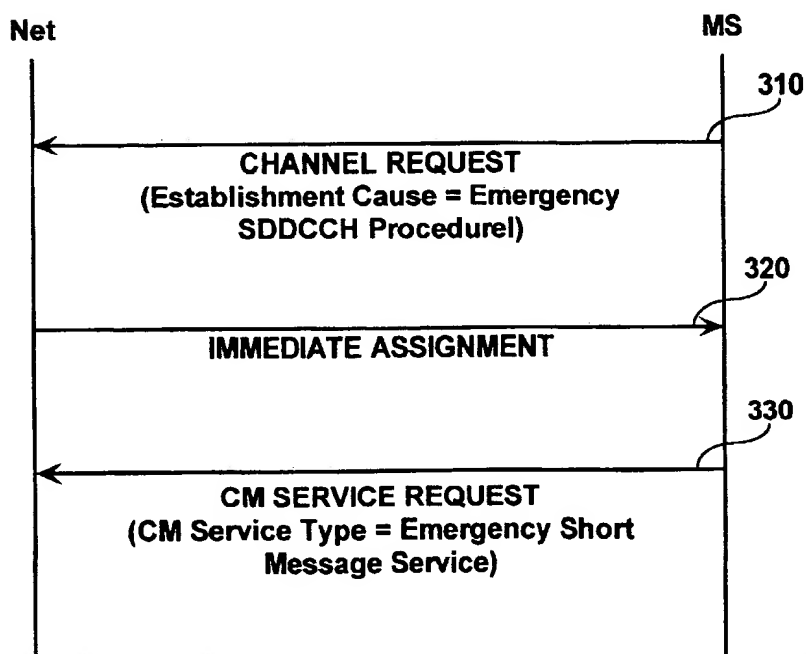 Net
MS
310
CHANNEL REQUEST
(Establishment Cause = Emergency
SDDCCH Procedurel)
320
IMMEDIATE ASSIGNMENT
330
CM SERVICE REQUEST
(CM Service Type = Emergency Short
Message Service)